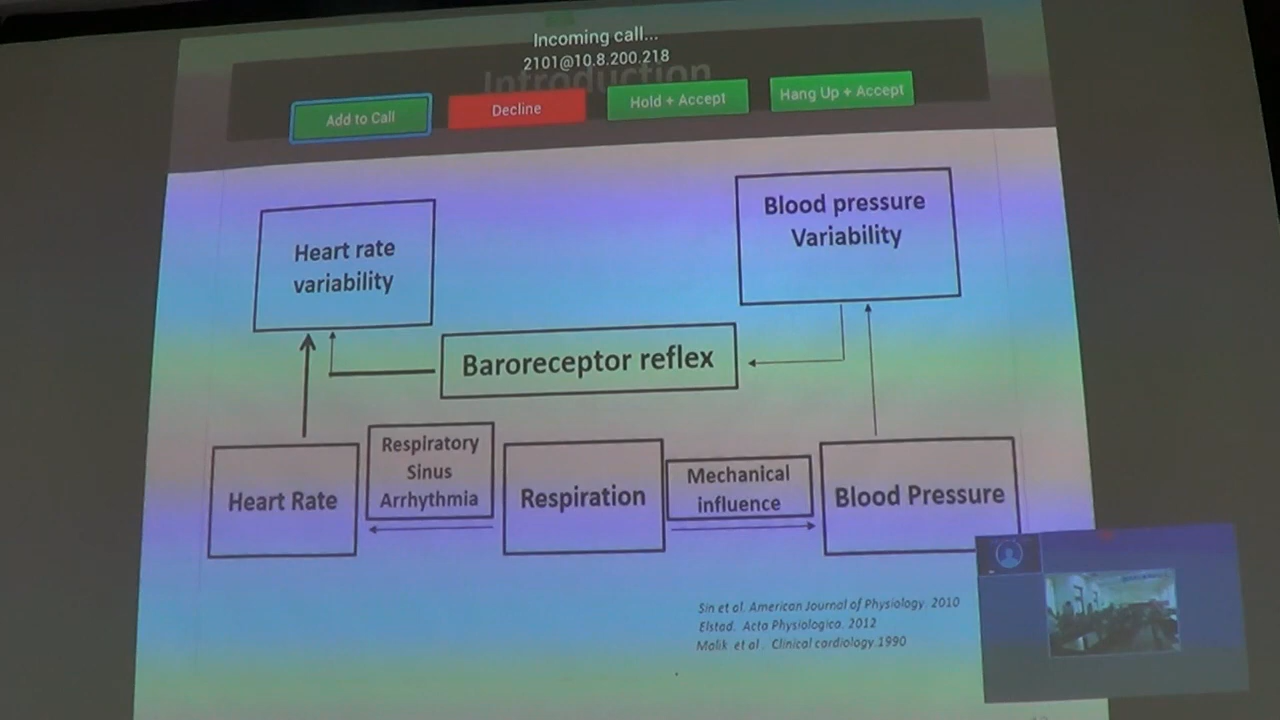 Incoming call...
2101@10.8.200.218
Introduction
Add to Call
Decline
Hold + Accept
Hang Up + Accept
Heart rate
variability
Blood pressure
Variability
Baroreceptor reflex
Heart Rate
Respiratory
Sinus
Arrhythmia
Respiration
Mechanical
influence
Blood Pressure
Sin et al. American Journal of Physiology. 2010
Elstad. Acta Physiologica. 2012
Malik et al. Clinical cardiology.1990